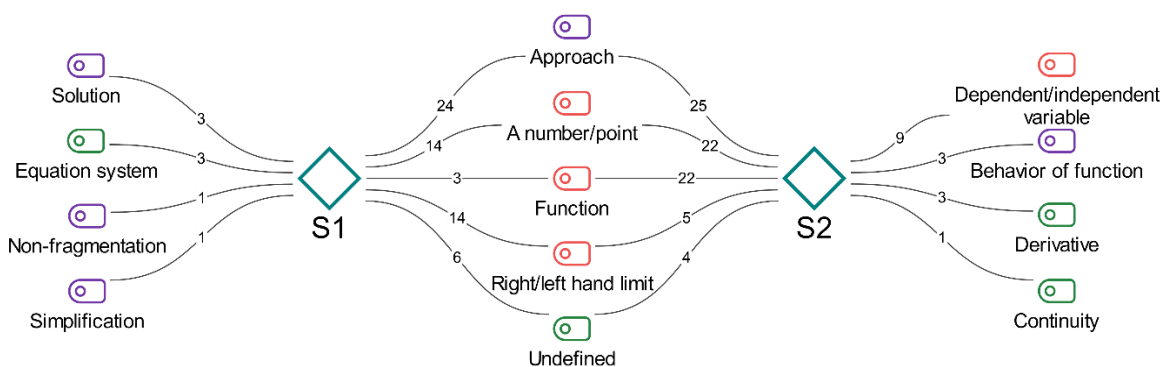 Solution
3
Equation system
3
Non-fragmentation
1
Simplification
1
S1
Approach
24
25
A number/point
14
22
Function
3
22
Right/left hand limit
14
5
Undefined
6
4
S2
Dependent/independent
variable
9
Behavior of function
3
Derivative
3
Continuity
1